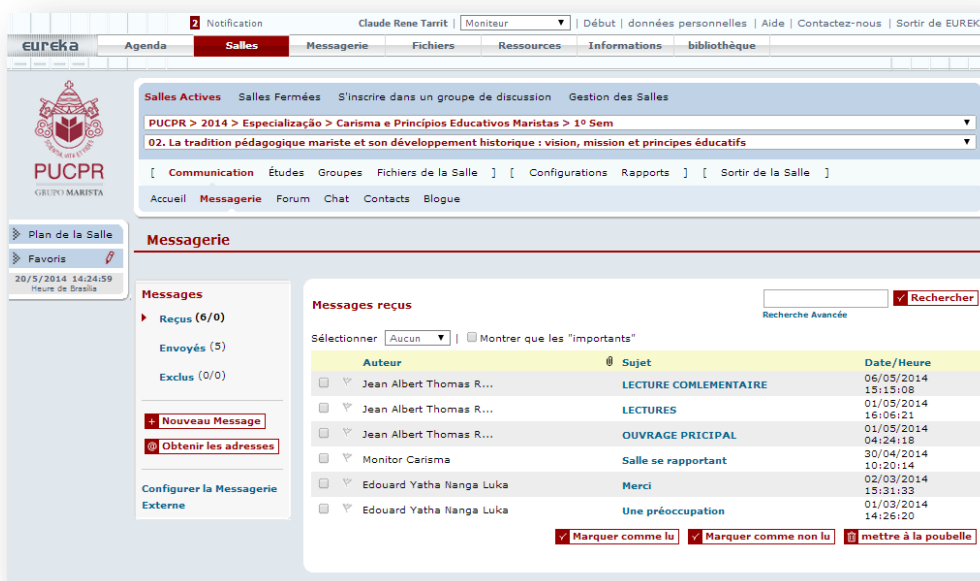 2 Notification Claude Rene Tarrit | Moniteur | Début | données personnelles | Aide | Contactez-nous | Sortir de EUREK
eureka Agenda Salles Messagerie Fichiers Ressources Informations bibliothèque
Salles Actives Salles Fermées S'inscrire dans un groupe de discussion Gestion des Salles
PUCPR > 2014 > Especialização > Carisma e Princípios Educativos Maristas > 1º Sem
02. La tradition pédagogique mariste et son développement historique : vision, mission et principes éducatifs
[ Communication Études Groupes Fichiers de la Salle ] [ Configurations Rapports ] [ Sortir de la Salle ]
Accueil Messagerie Forum Chat Contacts Blogue
PUCPR
GRUPO MARISTA
Plan de la Salle
Favoris
20/5/2014 14:24:59
Heure de Brasilia
Messagerie
Messages
Reçus (6/0)
Envoyés (5)
Exclus (0/0)
+ Nouveau Message
@ Obtenir les adresses
Configurer la Messagerie
Externe
Messages reçus
Rechercher
Recherche Avancée
Sélectionner Aucun | Montrer que les "importants"
Auteur Sujet Date/Heure
Jean Albert Thomas R... LECTURE COMLEMENTAIRE 06/05/2014 15:15:08
Jean Albert Thomas R... LECTURES 01/05/2014 16:06:21
Jean Albert Thomas R... OUVRAGE PRICIPAL 01/05/2014 04:24:18
Monitor Carisma Salle se rapportant 30/04/2014 10:20:14
Edouard Yatha Nanga Luka Merci 02/03/2014 15:31:33
Edouard Yatha Nanga Luka Une préoccupation 01/03/2014 14:26:20
Marquer comme lu Marquer comme non lu mettre à la poubelle